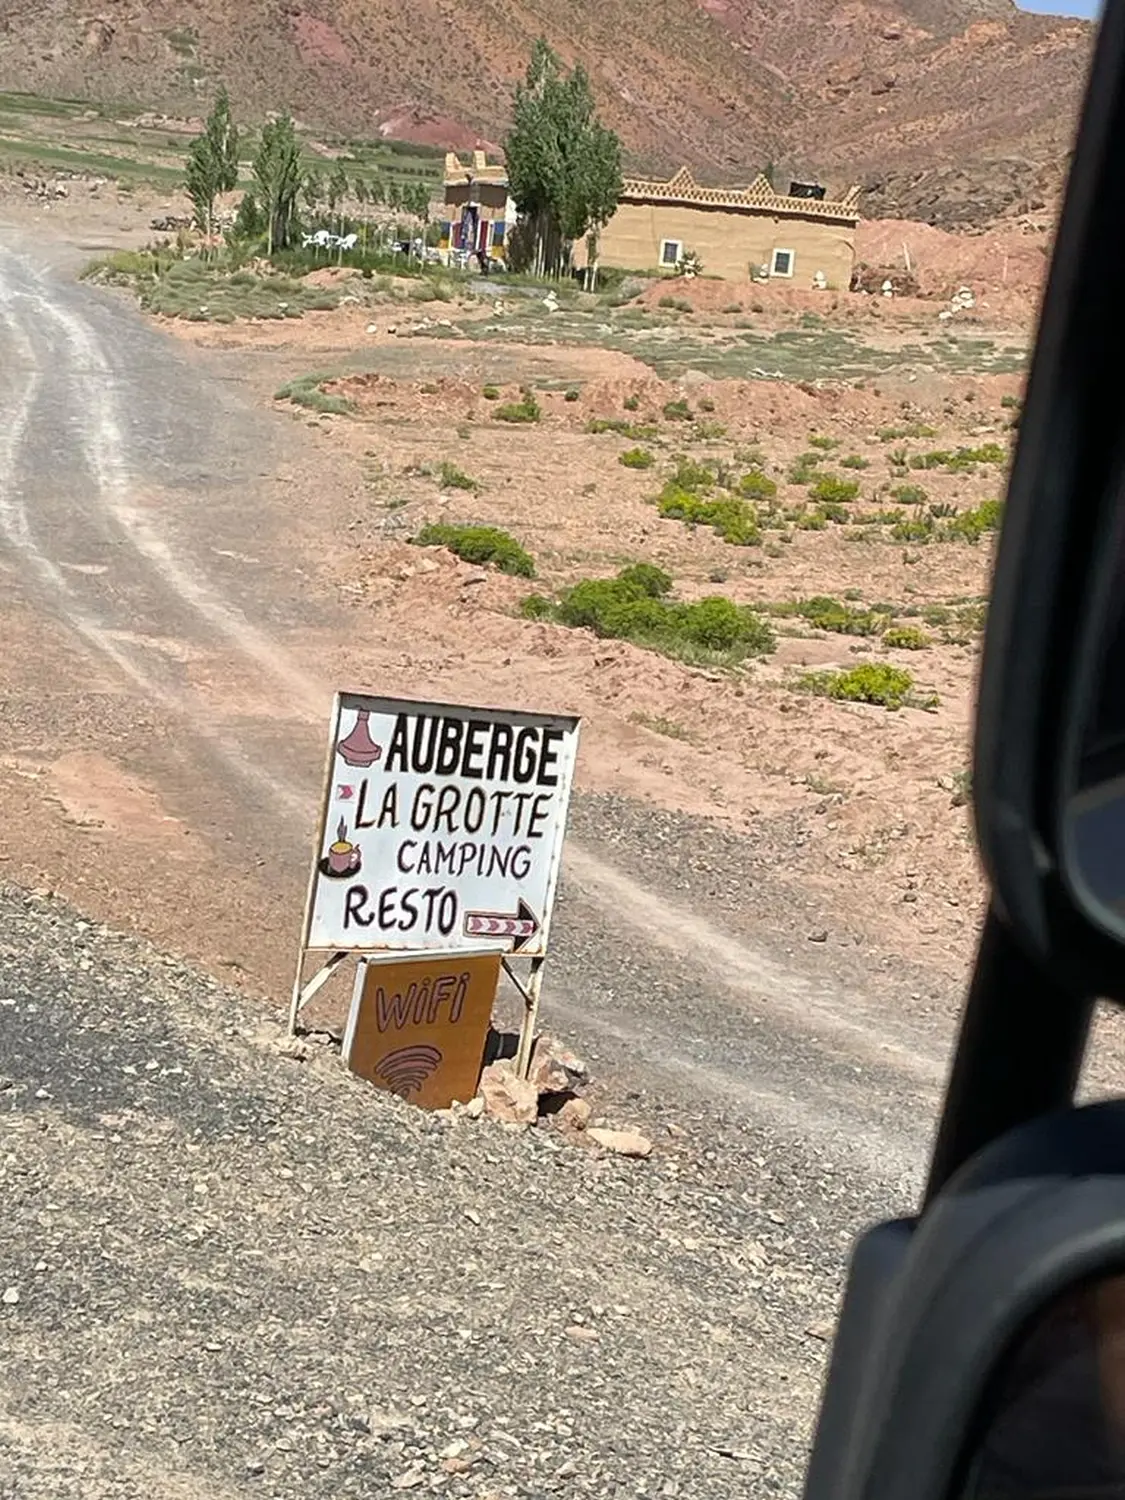 AUBERGE
LA GROTTE
CAMPING
RESTO
WiFi